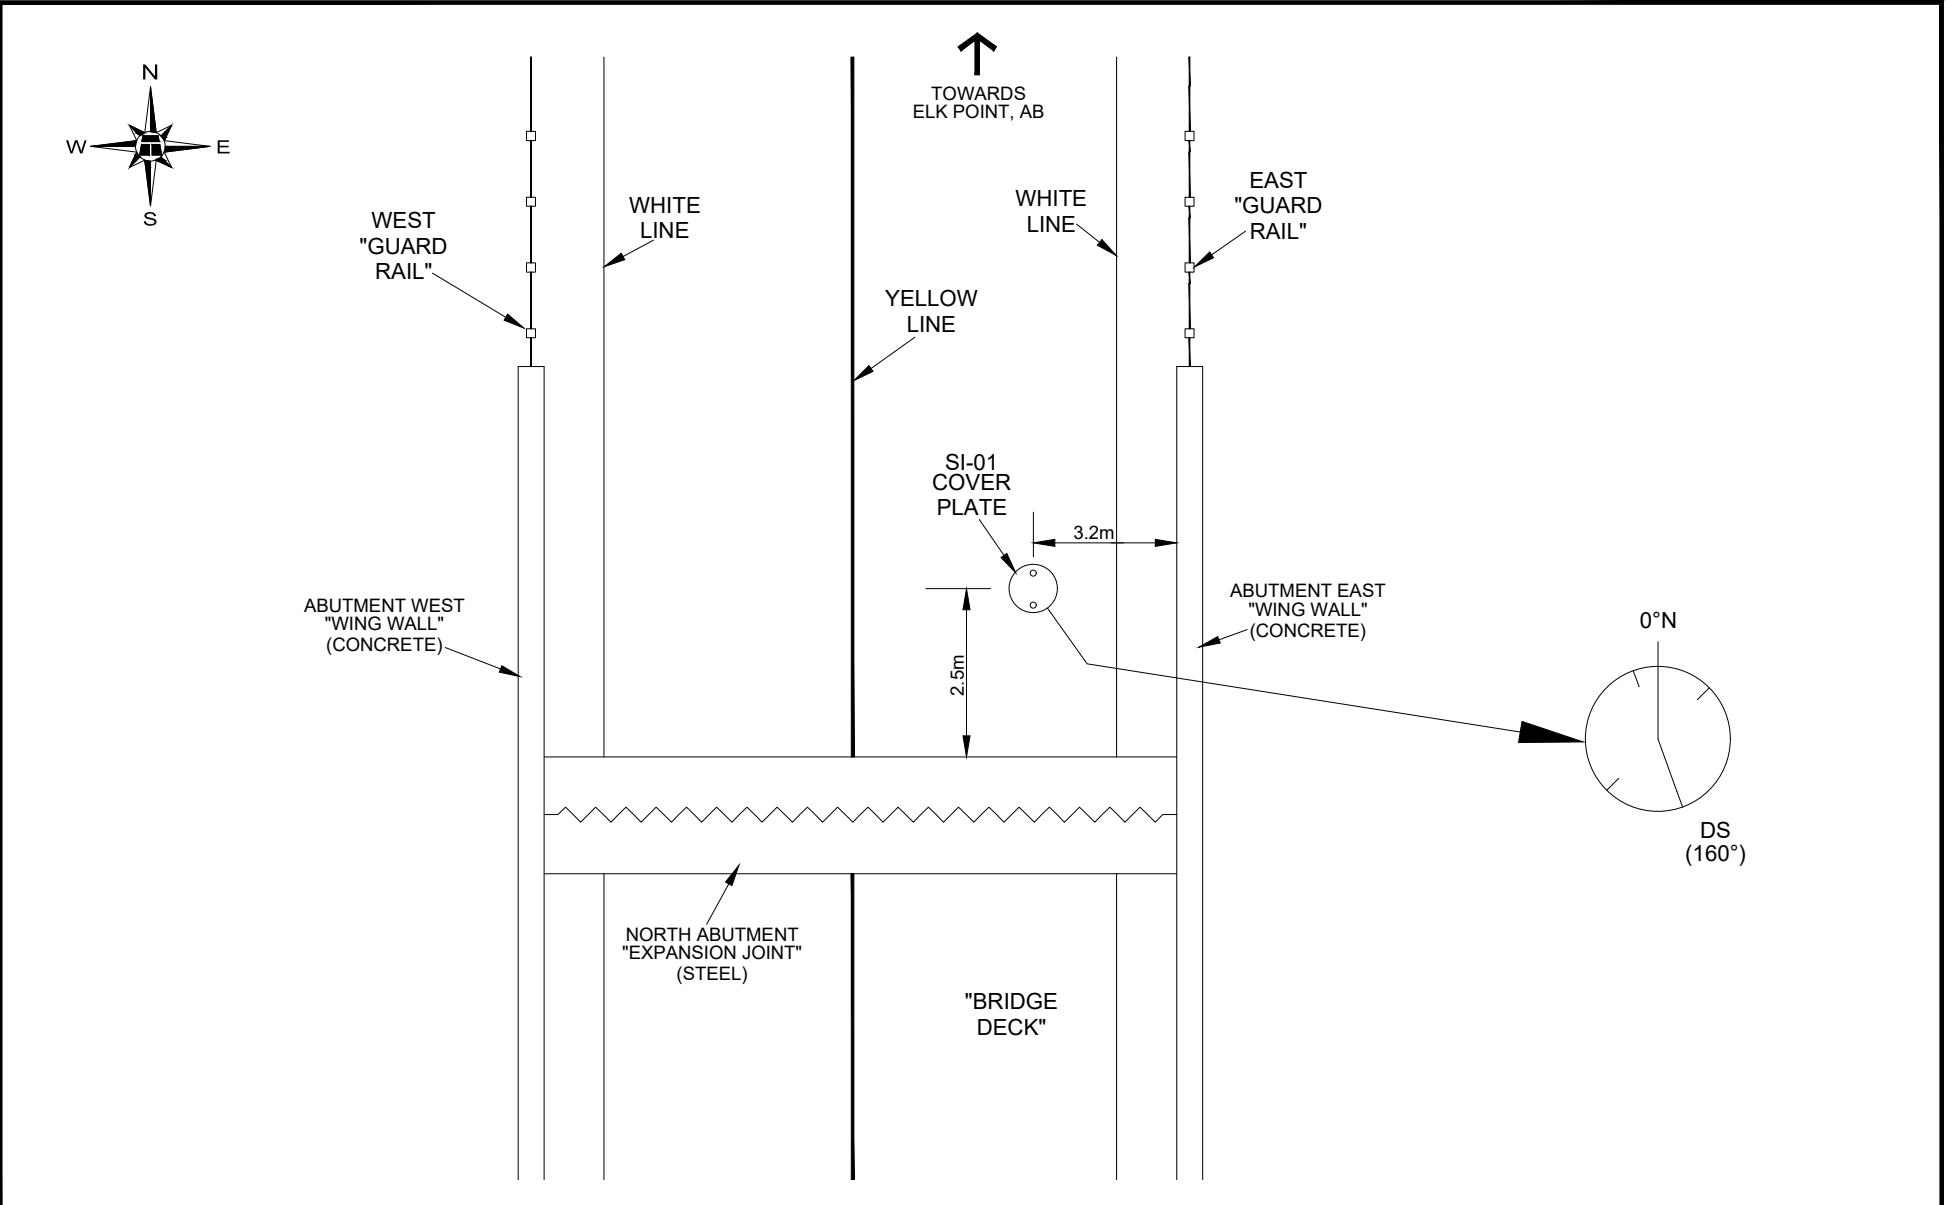 TOWARDS
ELK POINT, AB
N
W
E
S
WEST
"GUARD
RAIL"
WHITE
LINE
WHITE
LINE
EAST
"GUARD
RAIL"
YELLOW
LINE
SI-01
COVER
PLATE
3.2m
2.5m
ABUTMENT WEST
"WING WALL"
(CONCRETE)
ABUTMENT EAST
"WING WALL"
(CONCRETE)
0°N
DS
(160°)
NORTH ABUTMENT
"EXPANSION JOINT"
(STEEL)
"BRIDGE
DECK"